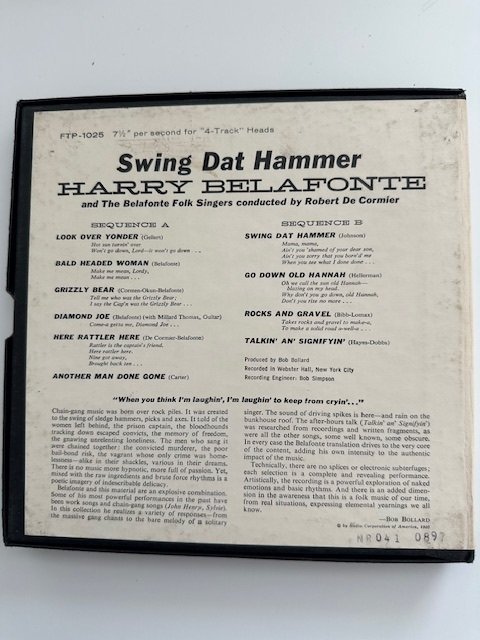 FTP-1025 7½" per second for "4-Track" Heads
Swing Dat Hammer
HARRY BELAFONTE
and The Belafonte Folk Singers conducted by Robert De Cormier
SEQUENCE A
LOOK OVER YONDER (Gellert)
Hot sun turnin' over
Won't go down, Lord—it won't go down . . .
BALD HEADED WOMAN (Belafonte)
Make me mean, Lordy,
Make me mean . . .
GRIZZLY BEAR (Cormen-Okun-Belafonte)
Tell me who was the Grizzly Bear;
I say the Cap'n was the Grizzly Bear . . .
DIAMOND JOE (Belafonte) (with Millard Thomas, Guitar)
Come-a get-a me, Diamond Joe . . .
HERE RATTLER HERE (De Cormier-Belafonte)
Rattler is the captain's friend,
Here rattler here.
Nine got away,
Brought back ten . . .
ANOTHER MAN DONE GONE (Carter)
SEQUENCE B
SWING DAT HAMMER (Johnson)
Mama, mama,
Ain't you 'shamed of your dear son,
Ain't you sorry that you born'd me
When you see what I done done . . .
GO DOWN OLD HANNAH (Hellerman)
Oh we call the sun old Hannah—
blazing on my head.
Why don't you go down, old Hannah,
Don't you rise no more . . .
ROCKS AND GRAVEL (Bibb-Lomax)
Takes rocks and gravel to make-a,
To make a solid road a-well-a . . .
TALKIN' AN' SIGNIFYIN' (Hayes-Dobbs)
Produced by Bob Bollard
Recorded in Webster Hall, New York City
Recording Engineer: Bob Simpson
"When you think I'm laughin', I'm laughin' to keep from cryin'..."
Chain-gang music was born over rock piles. It was created
to the swing of sledge hammers, picks and axes. It told of the
women left behind, the prison captain, the bloodhounds
tracking down escaped convicts, the memory of freedom,
the gnawing unrelenting loneliness. The men who sang it
were chained together: the convicted murderer, the poor
bail-bond risk, the vagrant whose only crime was home-
lessness—alike in their shackles, various in their dreams.
There is no music more hypnotic, more full of passion. Yet,
mixed with the raw ingredients and brute force rhythms is a
poetic imagery of indescribable delicacy.
Belafonte and this material are an explosive combination.
Some of his most powerful performances in the past have
been work songs and chain-gang songs (John Henry, Sylvie).
In this collection he realizes a variety of responses—from
the massive gang chants to the bare melody of a solitary
singer. The sound of driving spikes is here—and rain on the
bunkhouse roof. The after-hours talk (Talkin' an' Signifyin')
was researched from recordings and written fragments, as
were all the other songs, some well known, some obscure.
In every case the Belafonte translation drives to the very core
of the content, adding his own intensity to the authentic
impact of the music.
Technically, there are no splices or electronic subterfuges;
each selection is a complete and revealing performance.
Artistically, the recording is a powerful exploration of naked
emotions and basic rhythms. And there is an added dimen-
sion in the awareness that this is a folk music of our time,
from real situations, expressing elemental yearnings we all
know.
—BOB BOLLARD
© by Radio Corporation of America, 1960
NR041 0897